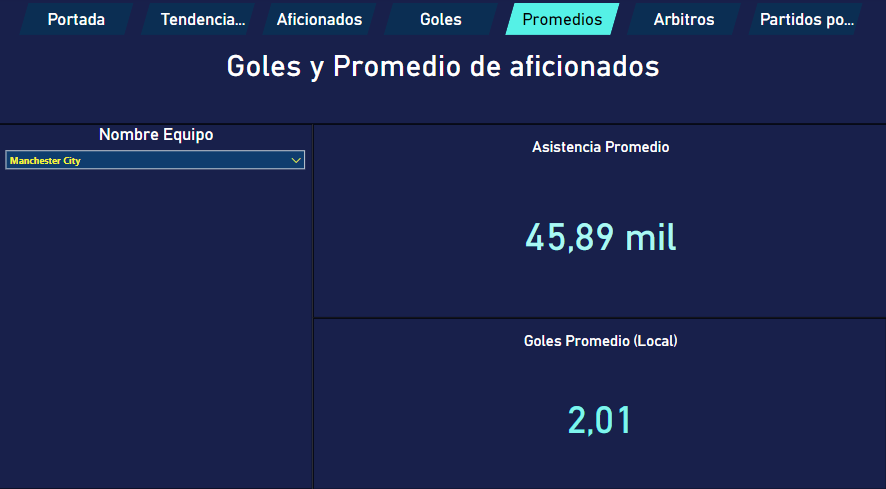 Portada Tendencia... Aficionados Goles Promedios Arbitros Partidos po...
Goles y Promedio de aficionados
Nombre Equipo
Manchester City
Asistencia Promedio
45,89 mil
Goles Promedio (Local)
2,01